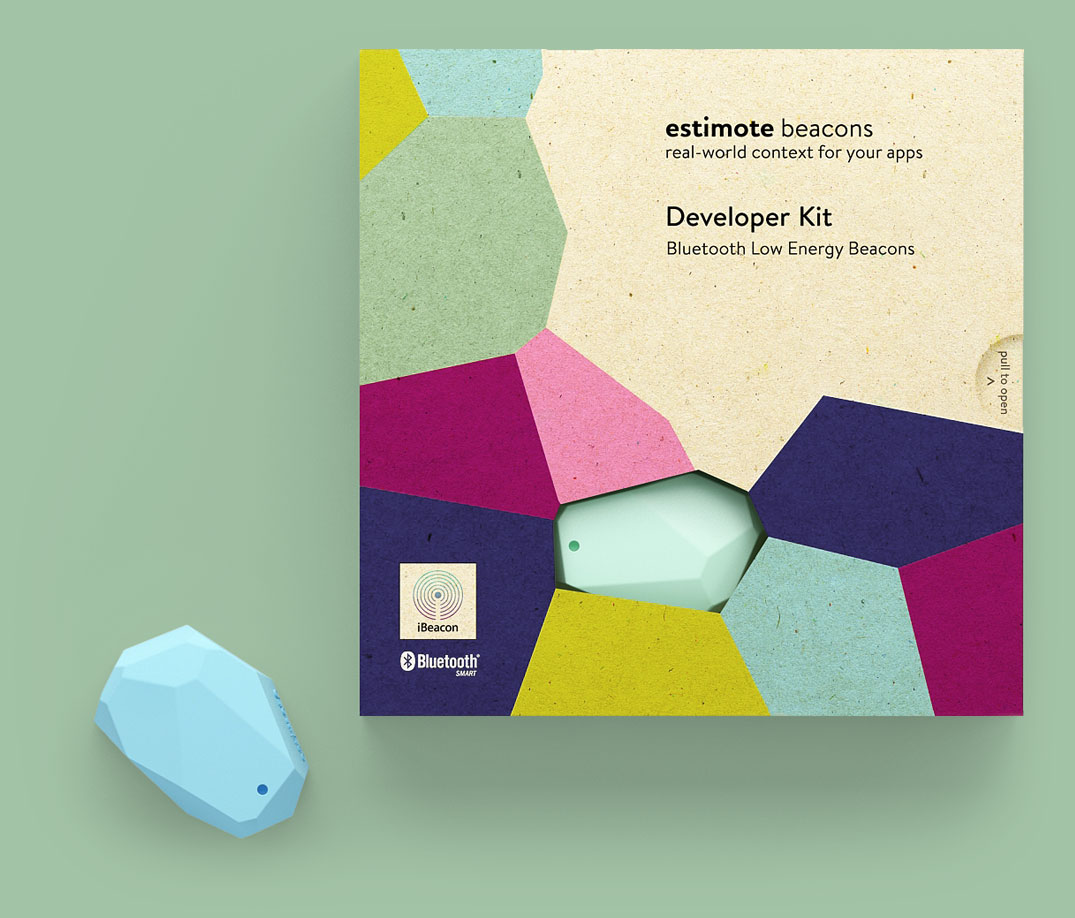 estimote beacons
real-world context for your apps
Developer Kit
Bluetooth Low Energy Beacons
pull to open
iBeacon
Bluetooth®
SMART